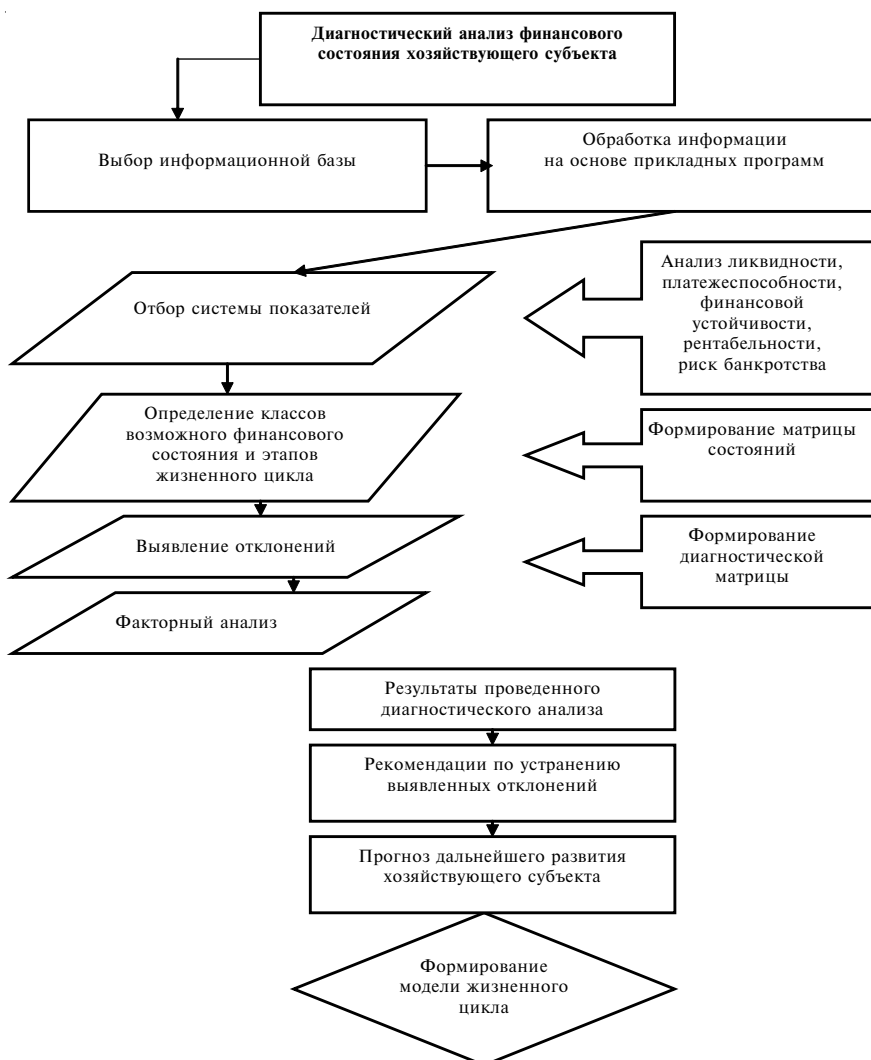 Диагностический анализ финансового
состояния хозяйствующего субъекта
Выбор информационной базы
Обработка информации
на основе прикладных программ
Отбор системы показателей
Анализ ликвидности,
платежеспособности,
финансовой
устойчивости,
рентабельности,
риск банкротства
Определение классов
возможного финансового
состояния и этапов
жизненного цикла
Формирование матрицы
состояний
Выявление отклонений
Формирование
диагностической
матрицы
Факторный анализ
Результаты проведенного
диагностического анализа
Рекомендации по устранению
выявленных отклонений
Прогноз дальнейшего развития
хозяйствующего субъекта
Формирование
модели жизненного
цикла